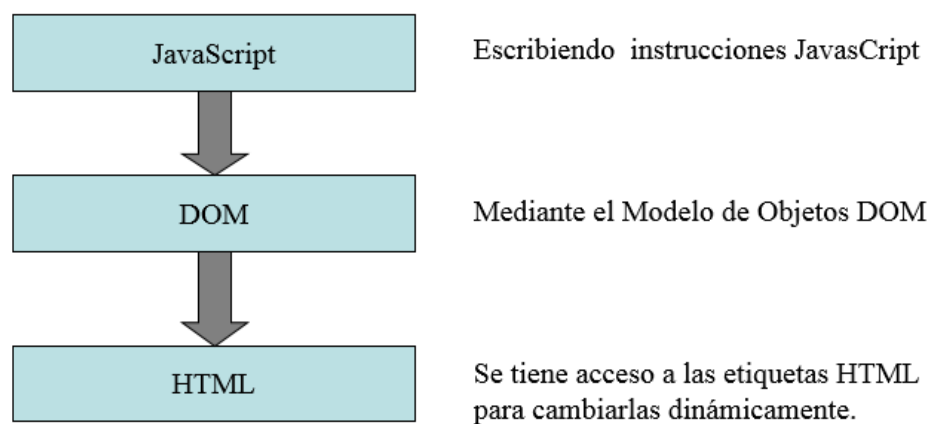 JavaScript
Escribiendo instrucciones JavasCript
DOM
Mediante el Modelo de Objetos DOM
HTML
Se tiene acceso a las etiquetas HTML
para cambiarlas dinámicamente.